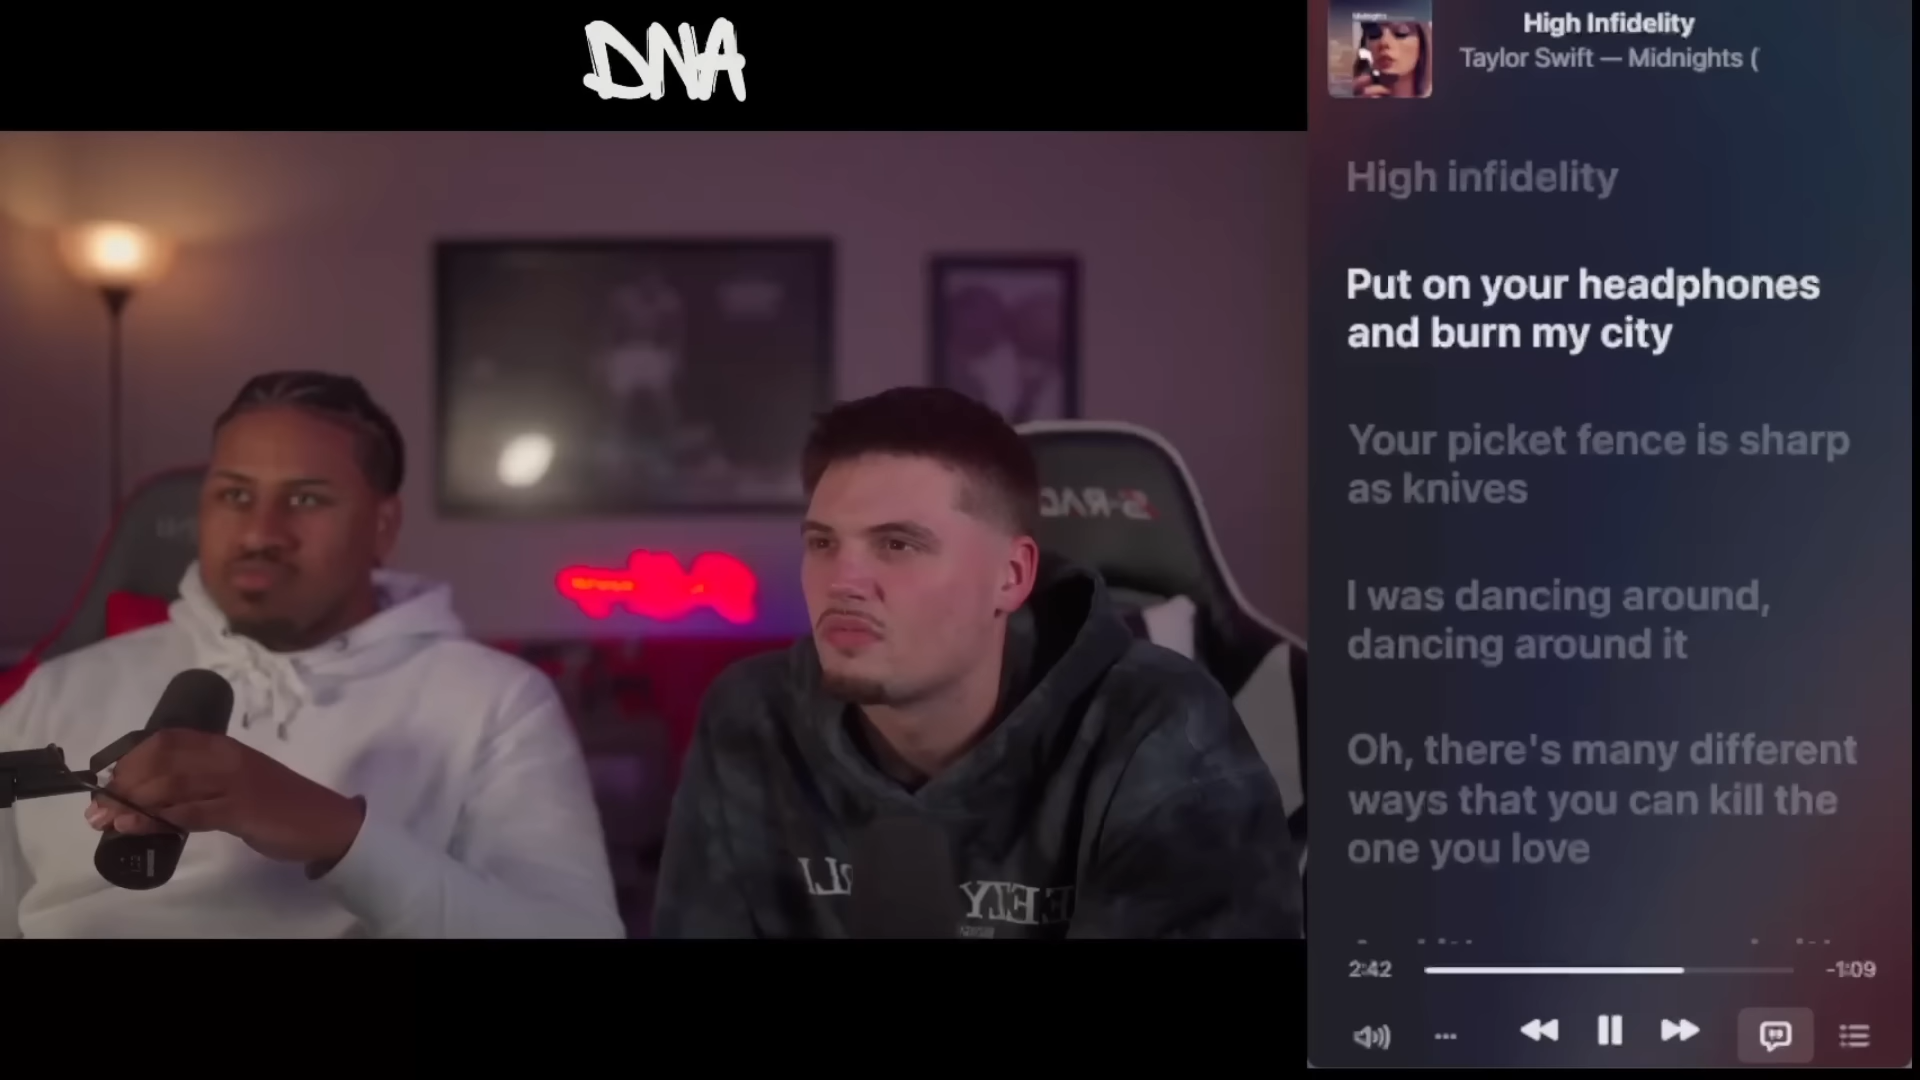 DNA
High Infidelity
Taylor Swift — Midnights (
High infidelity
Put on your headphones
and burn my city
Your picket fence is sharp
as knives
I was dancing around,
dancing around it
Oh, there's many different
ways that you can kill the
one you love
2:42
-1:09